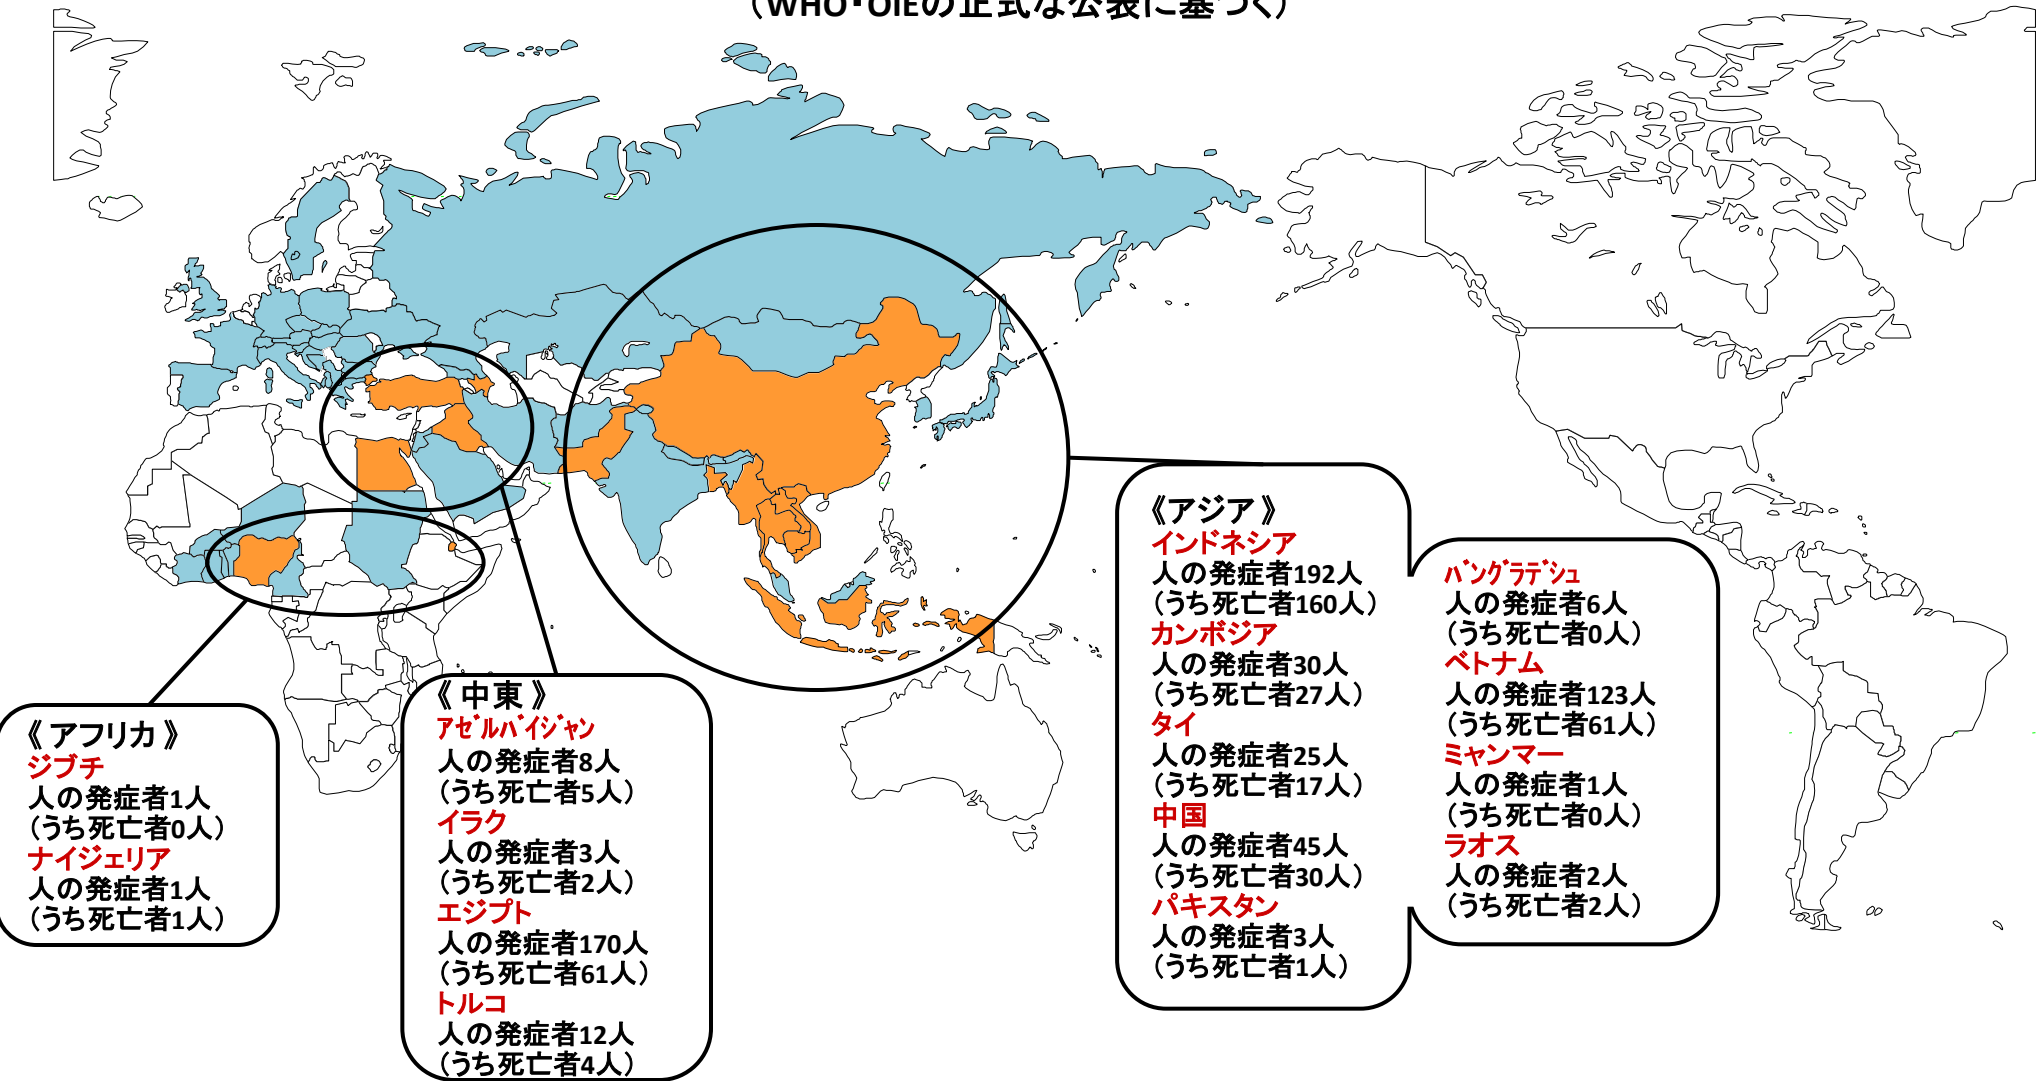 (WHO・OIEの正式な公表に基づく)
《アフリカ》
ジブチ
人の発症者1人
(うち死亡者0人)
ナイジェリア
人の発症者1人
(うち死亡者1人)
《中東》
アゼルバイジャン
人の発症者8人
(うち死亡者5人)
イラク
人の発症者3人
(うち死亡者2人)
エジプト
人の発症者170人
(うち死亡者61人)
トルコ
人の発症者12人
(うち死亡者4人)
《アジア》
インドネシア
人の発症者192人
(うち死亡者160人)
カンボジア
人の発症者30人
(うち死亡者27人)
タイ
人の発症者25人
(うち死亡者17人)
中国
人の発症者45人
(うち死亡者30人)
パキスタン
人の発症者3人
(うち死亡者1人)
バングラデシュ
人の発症者6人
(うち死亡者0人)
ベトナム
人の発症者123人
(うち死亡者61人)
ミャンマー
人の発症者1人
(うち死亡者0人)
ラオス
人の発症者2人
(うち死亡者2人)